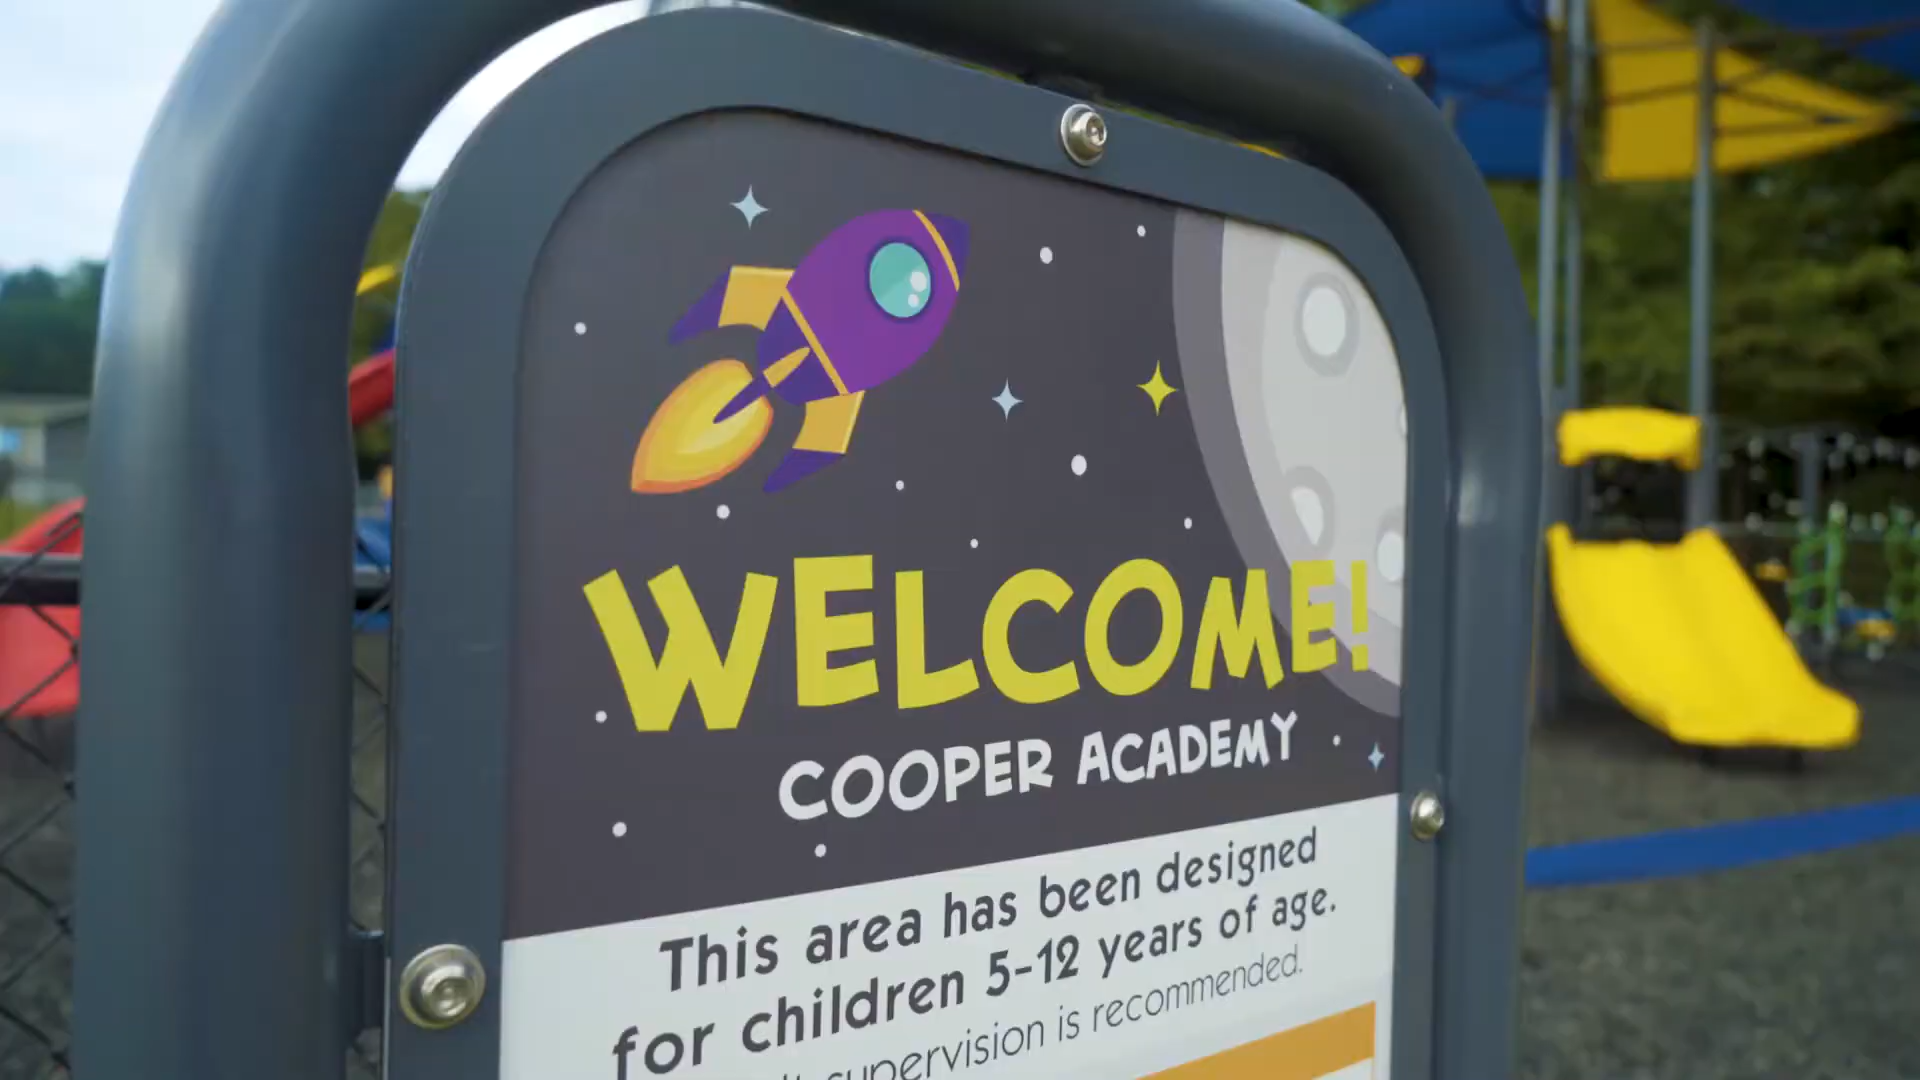 WELCOME!
COOPER ACADEMY
This area has been designed
for children 5-12 years of age.
supervision is recommended.